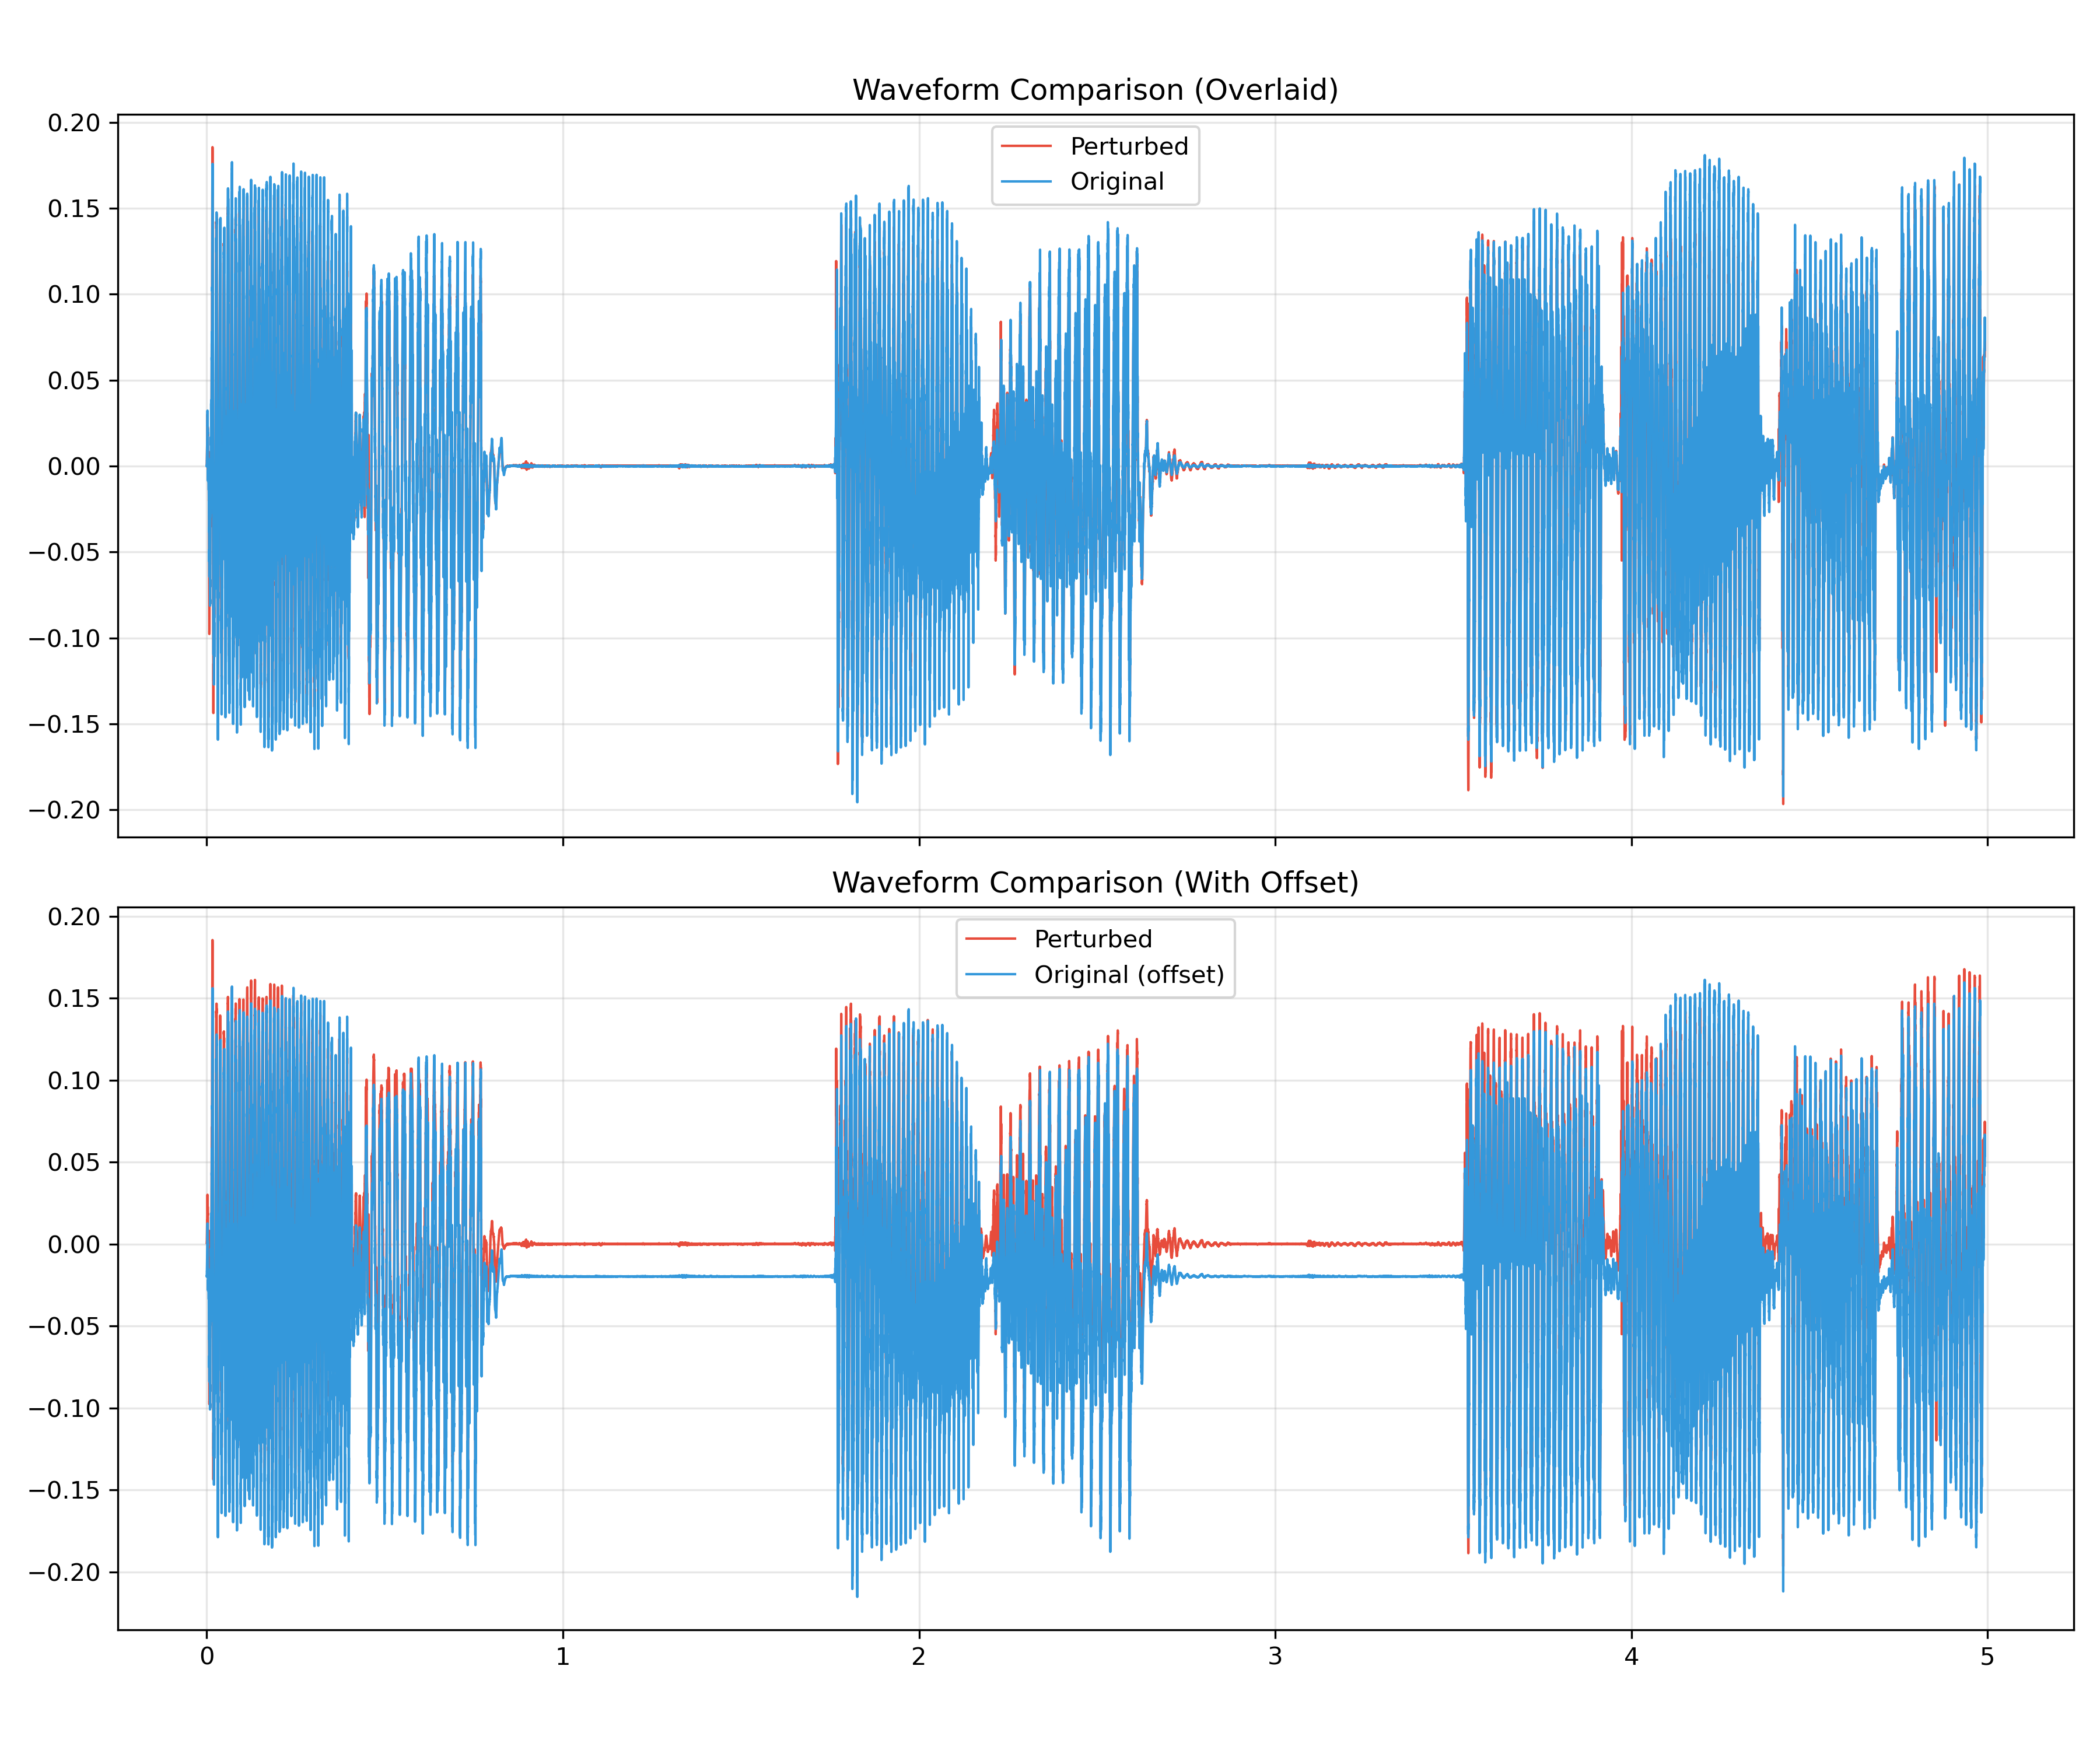 Waveform Comparison (Overlaid)
Perturbed
Original
0.20
0.15
0.10
0.05
0.00
−0.05
−0.10
−0.15
−0.20
Waveform Comparison (With Offset)
Perturbed
Original (offset)
0.20
0.15
0.10
0.05
0.00
−0.05
−0.10
−0.15
−0.20
0 1 2 3 4 5